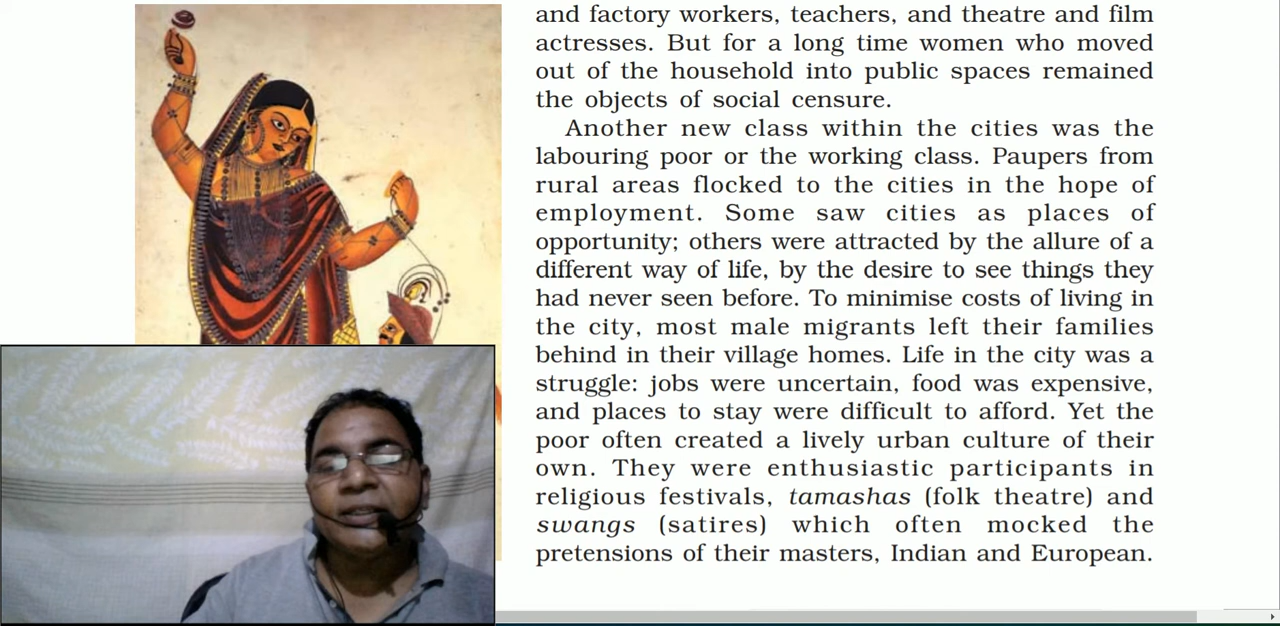 and factory workers, teachers, and theatre and film
actresses. But for a long time women who moved
out of the household into public spaces remained
the objects of social censure.
Another new class within the cities was the
labouring poor or the working class. Paupers from
rural areas flocked to the cities in the hope of
employment. Some saw cities as places of
opportunity; others were attracted by the allure of a
different way of life, by the desire to see things they
had never seen before. To minimise costs of living in
the city, most male migrants left their families
behind in their village homes. Life in the city was a
struggle: jobs were uncertain, food was expensive,
and places to stay were difficult to afford. Yet the
poor often created a lively urban culture of their
own. They were enthusiastic participants in
religious festivals, tamashas (folk theatre) and
swangs (satires) which often mocked the
pretensions of their masters, Indian and European.